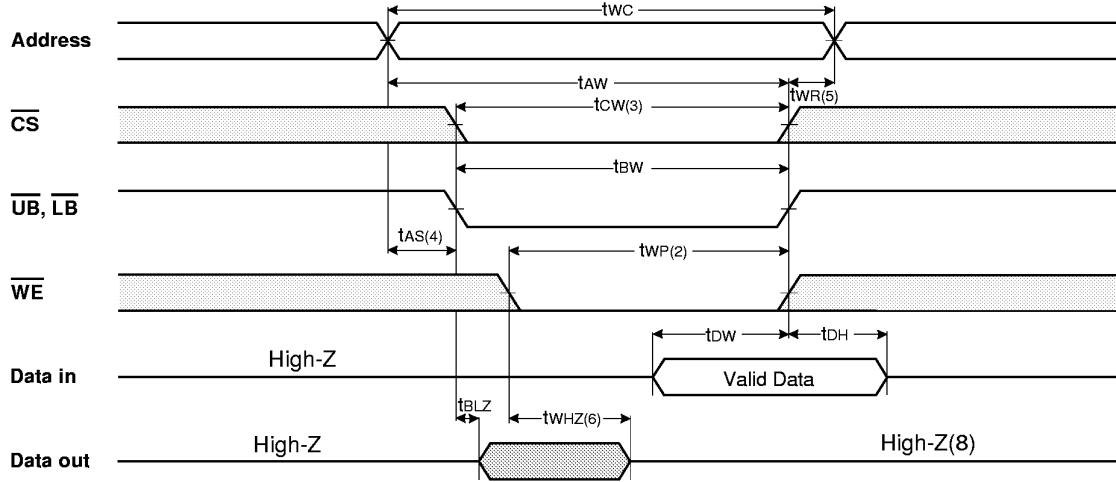 tWC
Address
tAW
tCW(3)
tWR(5)
CS
tBW
UB, LB
tAS(4)
tWP(2)
WE
tDW
tDH
High-Z
Data in
Valid Data
tBLZ
tWHZ(6)
High-Z
High-Z(8)
Data out